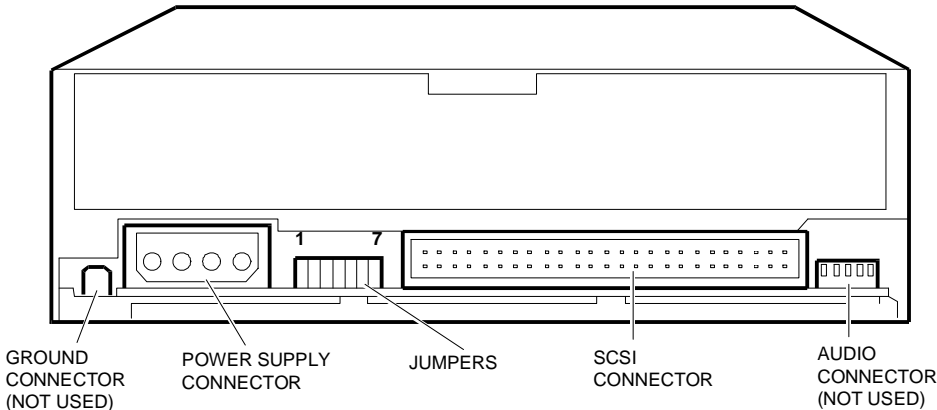 1 7
GROUND
CONNECTOR
(NOT USED)
POWER SUPPLY
CONNECTOR
JUMPERS
SCSI
CONNECTOR
AUDIO
CONNECTOR
(NOT USED)